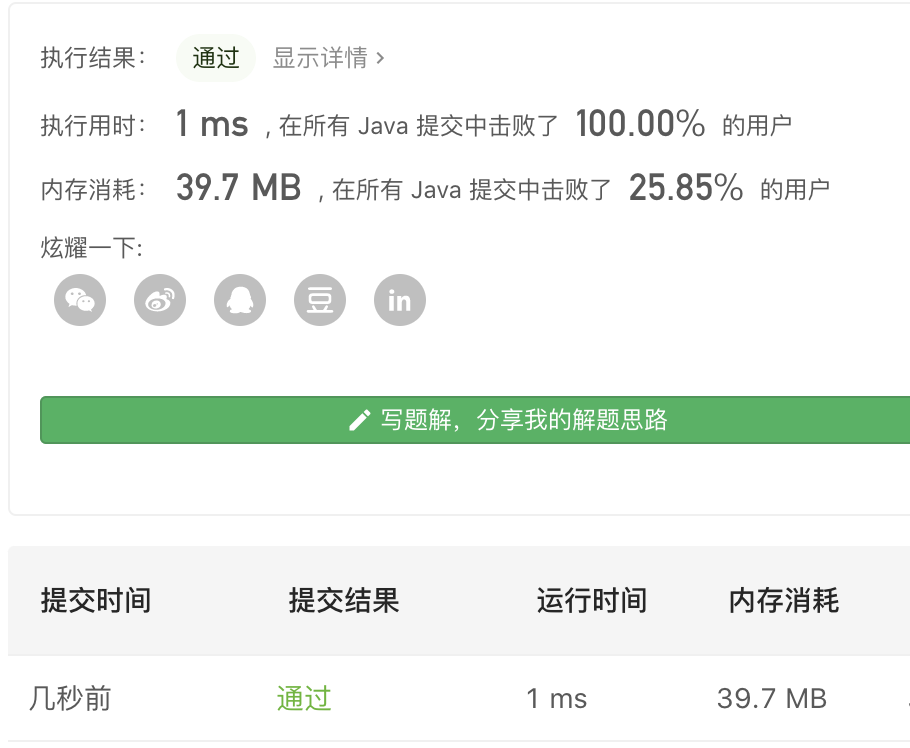 执行结果： 通过 显示详情 >
执行用时： 1 ms , 在所有 Java 提交中击败了 100.00% 的用户
内存消耗： 39.7 MB , 在所有 Java 提交中击败了 25.85% 的用户
炫耀一下:
豆 in
写题解，分享我的解题思路
提交时间 提交结果 运行时间 内存消耗
几秒前 通过 1 ms 39.7 MB